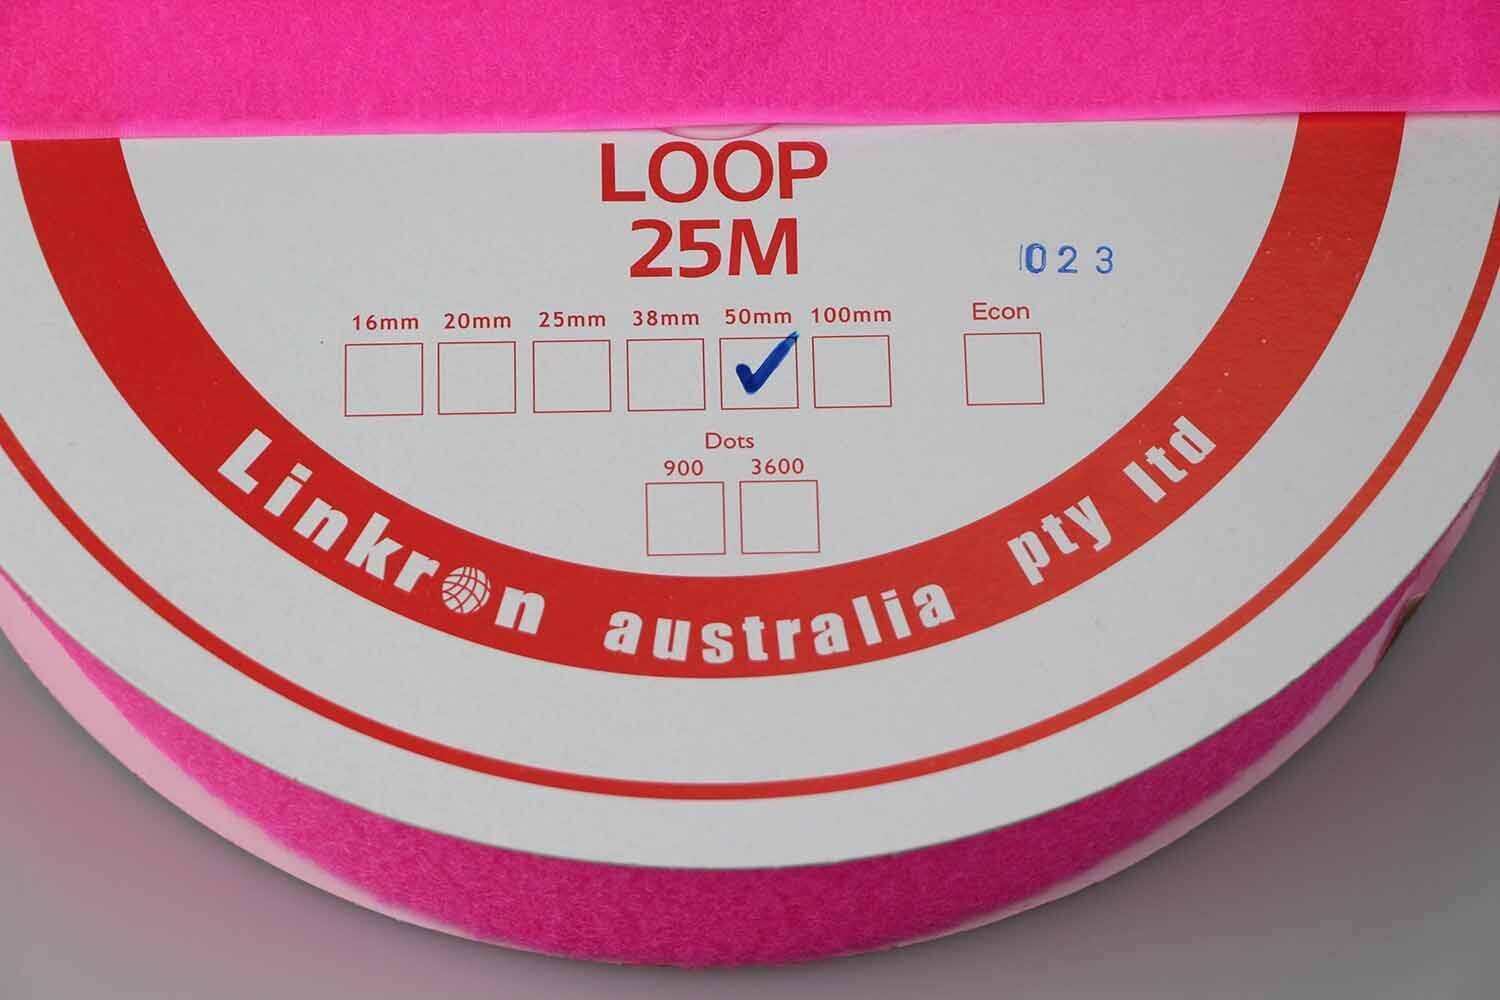 LOOP
25M
023
16mm 20mm 25mm 38mm 50mm 100mm Econ
Dots
900 3600
Linkron australia pty ltd